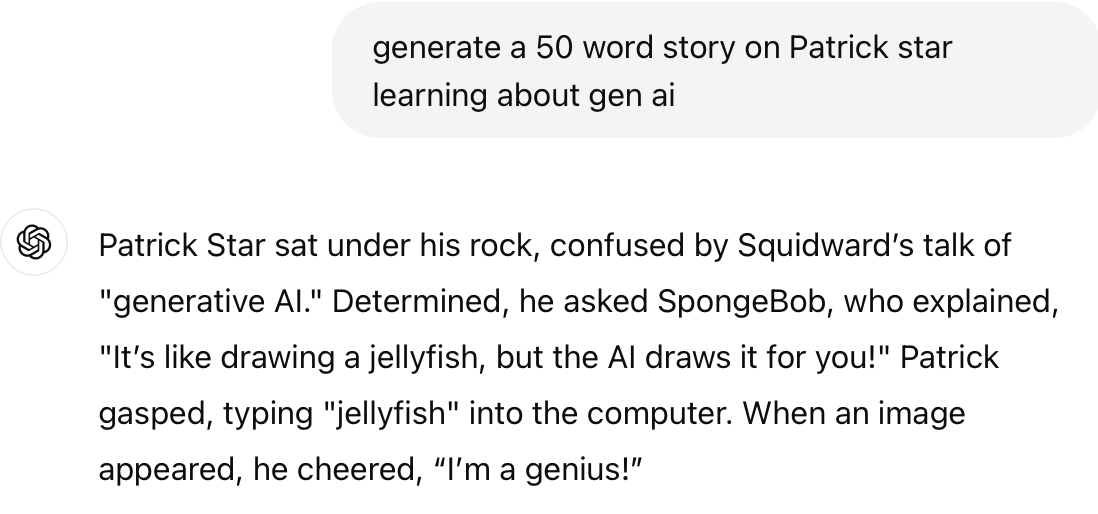 generate a 50 word story on Patrick star
learning about gen ai
Patrick Star sat under his rock, confused by Squidward’s talk of
"generative AI." Determined, he asked SpongeBob, who explained,
"It’s like drawing a jellyfish, but the AI draws it for you!" Patrick
gasped, typing "jellyfish" into the computer. When an image
appeared, he cheered, “I’m a genius!”